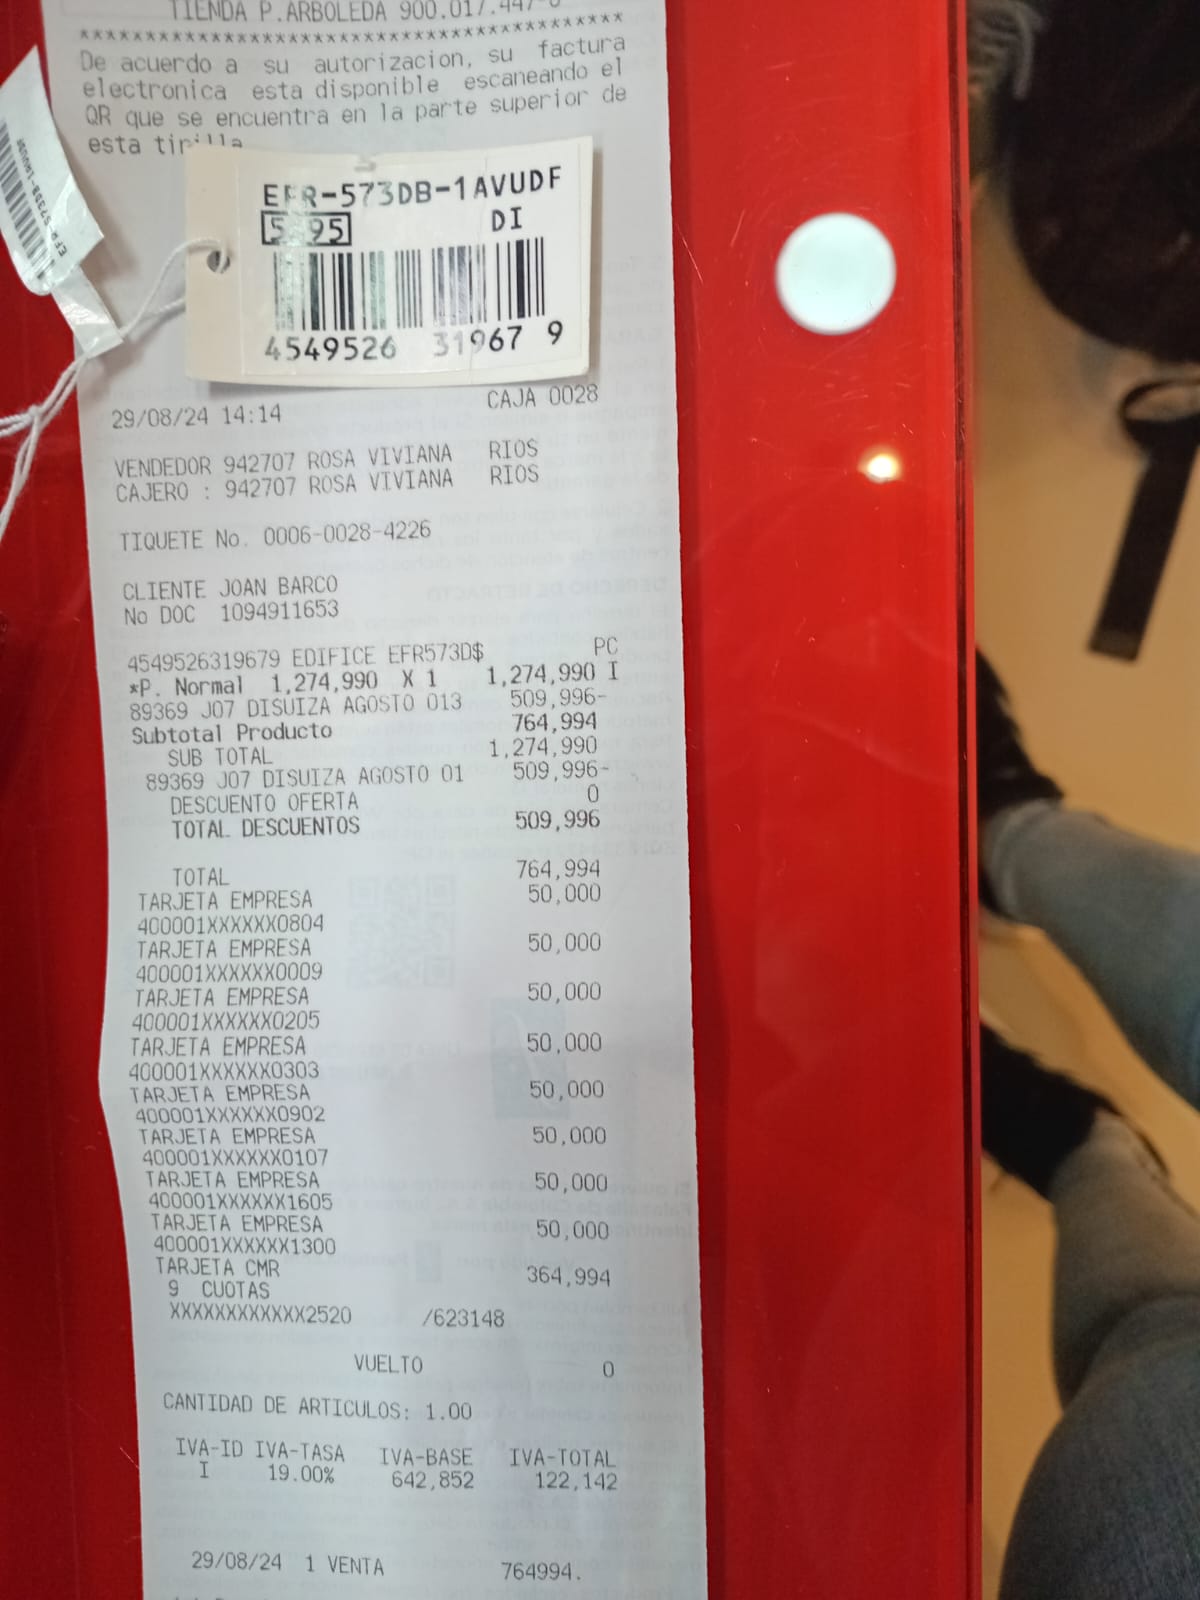 TIENDA P.ARBOLEDA 900.017.447-
****************************************
De acuerdo a su autorizacion, su factura
electronica esta disponible escaneando el
QR que se encuentra en la parte superior de
esta tirilla
EFR-573DB-1AVUDF
DI
4549526 31967 9
29/08/24 14:14 CAJA 0028
VENDEDOR 942707 ROSA VIVIANA RIOS
CAJERO : 942707 ROSA VIVIANA RIOS
TIQUETE No. 0006-0028-4226
CLIENTE JOAN BARCO
No DOC 1094911653
4549526319679 EDIFICE EFR573D$ PC
*P. Normal 1,274,990 X 1 1,274,990 I
89369 J07 DISUIZA AGOSTO 013 509,996-
Subtotal Producto 764,994
SUB TOTAL 1,274,990
89369 J07 DISUIZA AGOSTO 01 509,996-
DESCUENTO OFERTA 0
TOTAL DESCUENTOS 509,996
TOTAL 764,994
TARJETA EMPRESA 50,000
400001XXXXXX0804
TARJETA EMPRESA 50,000
400001XXXXXX0009
TARJETA EMPRESA 50,000
400001XXXXXX0205
TARJETA EMPRESA 50,000
400001XXXXXX0303
TARJETA EMPRESA 50,000
400001XXXXXX0902
TARJETA EMPRESA 50,000
400001XXXXXX0107
TARJETA EMPRESA 50,000
400001XXXXXX1605
TARJETA EMPRESA 50,000
400001XXXXXX1300
TARJETA CMR 364,994
9 CUOTAS
XXXXXXXXXXXX2520 /623148
VUELTO 0
CANTIDAD DE ARTICULOS: 1.00
IVA-ID IVA-TASA IVA-BASE IVA-TOTAL
I 19.00% 642,852 122,142
29/08/24 1 VENTA 764994.